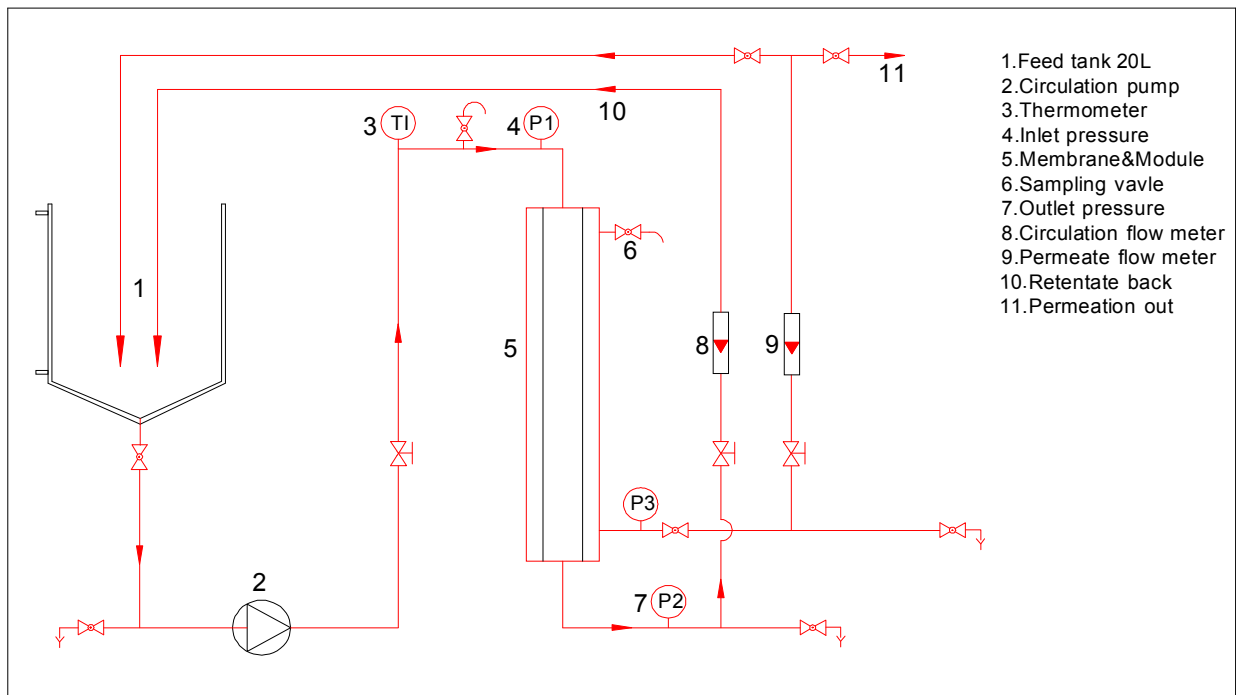 11
10
3
TI
4
P1
1.Feed tank 20L
2.Circulation pump
3.Thermometer
4.Inlet pressure
5.Membrane&Module
6.Sampling vavle
7.Outlet pressure
8.Circulation flow meter
9.Permeate flow meter
10.Retentate back
11.Permeation out
6
1
5
8
9
P3
2
7
P2